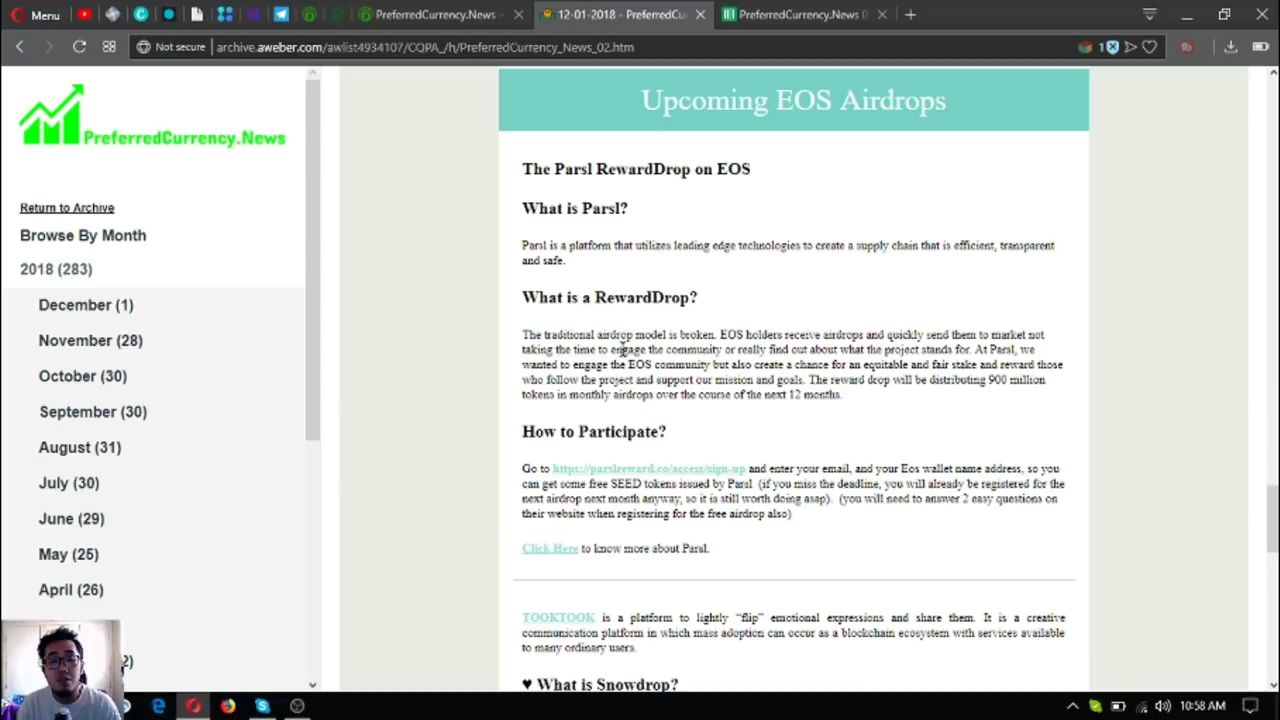 Menu
PreferredCurrency.News -
12-01-2018 - PreferredCu
PreferredCurrency.News 0
Not secure
archive.aweber.com/awlist4934107/CQPA_/h/PreferredCurrency_News_02.htm
1
PreferredCurrency.News
Return to Archive
Browse By Month
2018 (283)
December (1)
November (28)
October (30)
September (30)
August (31)
July (30)
June (29)
May (25)
April (26)
2)
Upcoming EOS Airdrops
The Parsl RewardDrop on EOS
What is Parsl?
Parsl is a platform that utilizes leading edge technologies to create a supply chain that is efficient, transparent
and safe.
What is a RewardDrop?
The traditional airdrop model is broken. EOS holders receive airdrops and quickly send them to market not
taking the time to engage the community or really find out about what the project stands for. At Parsl, we
wanted to engage the EOS community but also create a chance for an equitable and fair stake and reward those
who follow the project and support our mission and goals. The reward drop will be distributing 900 million
tokens in monthly airdrops over the course of the next 12 months.
How to Participate?
Go to https://parslreward.co/access/sign-up and enter your email, and your Eos wallet name address, so you
can get some free SEED tokens issued by Parsl (if you miss the deadline, you will already be registered for the
next airdrop next month anyway, so it is still worth doing asap). (you will need to answer 2 easy questions on
their website when registering for the free airdrop also)
Click Here to know more about Parsl.
TOOKTOOK is a platform to lightly “flip” emotional expressions and share them. It is a creative
communication platform in which mass adoption can occur as a blockchain ecosystem with services available
to many ordinary users.
♥ What is Snowdrop?
10:58 AM